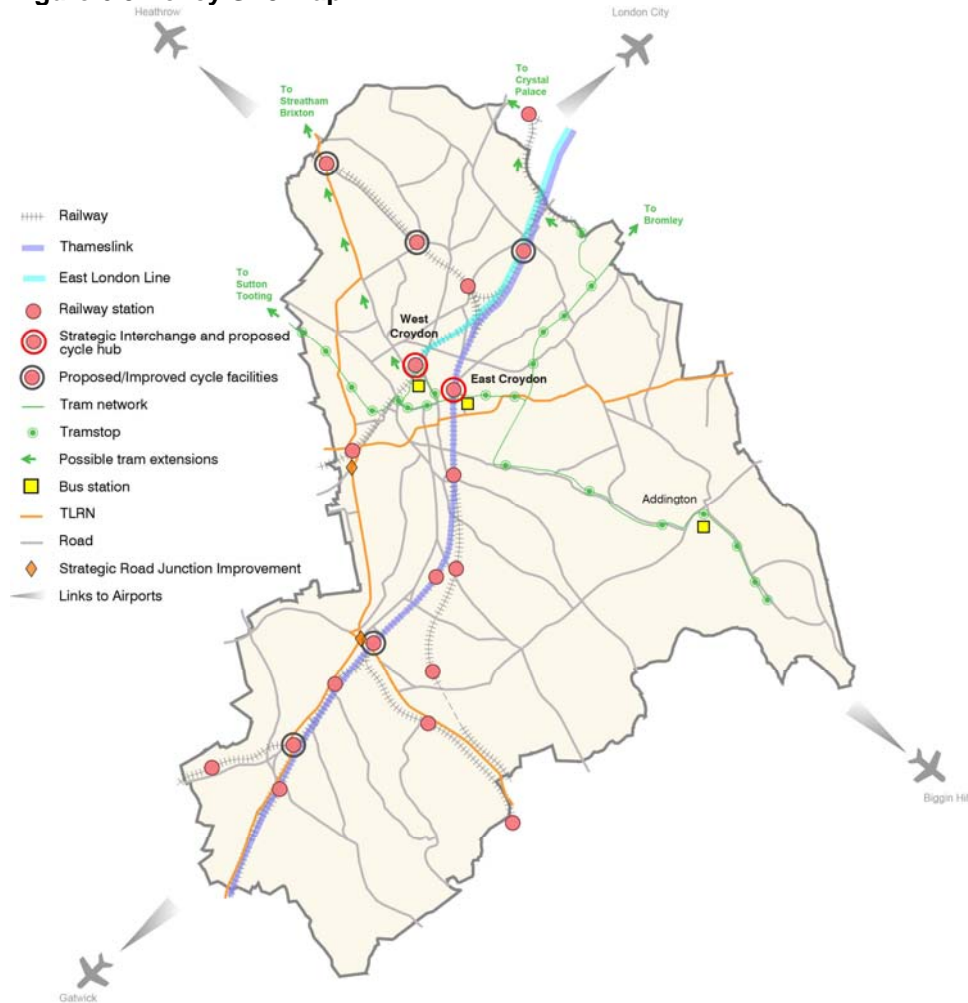 Heathrow
London City
To
Crystal
Palace
To
Streatham
Brixton
To
Bromley
To
Sutton
Tooting
Railway
Thameslink
East London Line
Railway station
Strategic Interchange and proposed
cycle hub
Proposed/Improved cycle facilities
Tram network
Tramstop
Possible tram extensions
Bus station
TLRN
Road
Strategic Road Junction Improvement
Links to Airports
West
Croydon
East Croydon
Addington
Biggin Hil
Gatwick